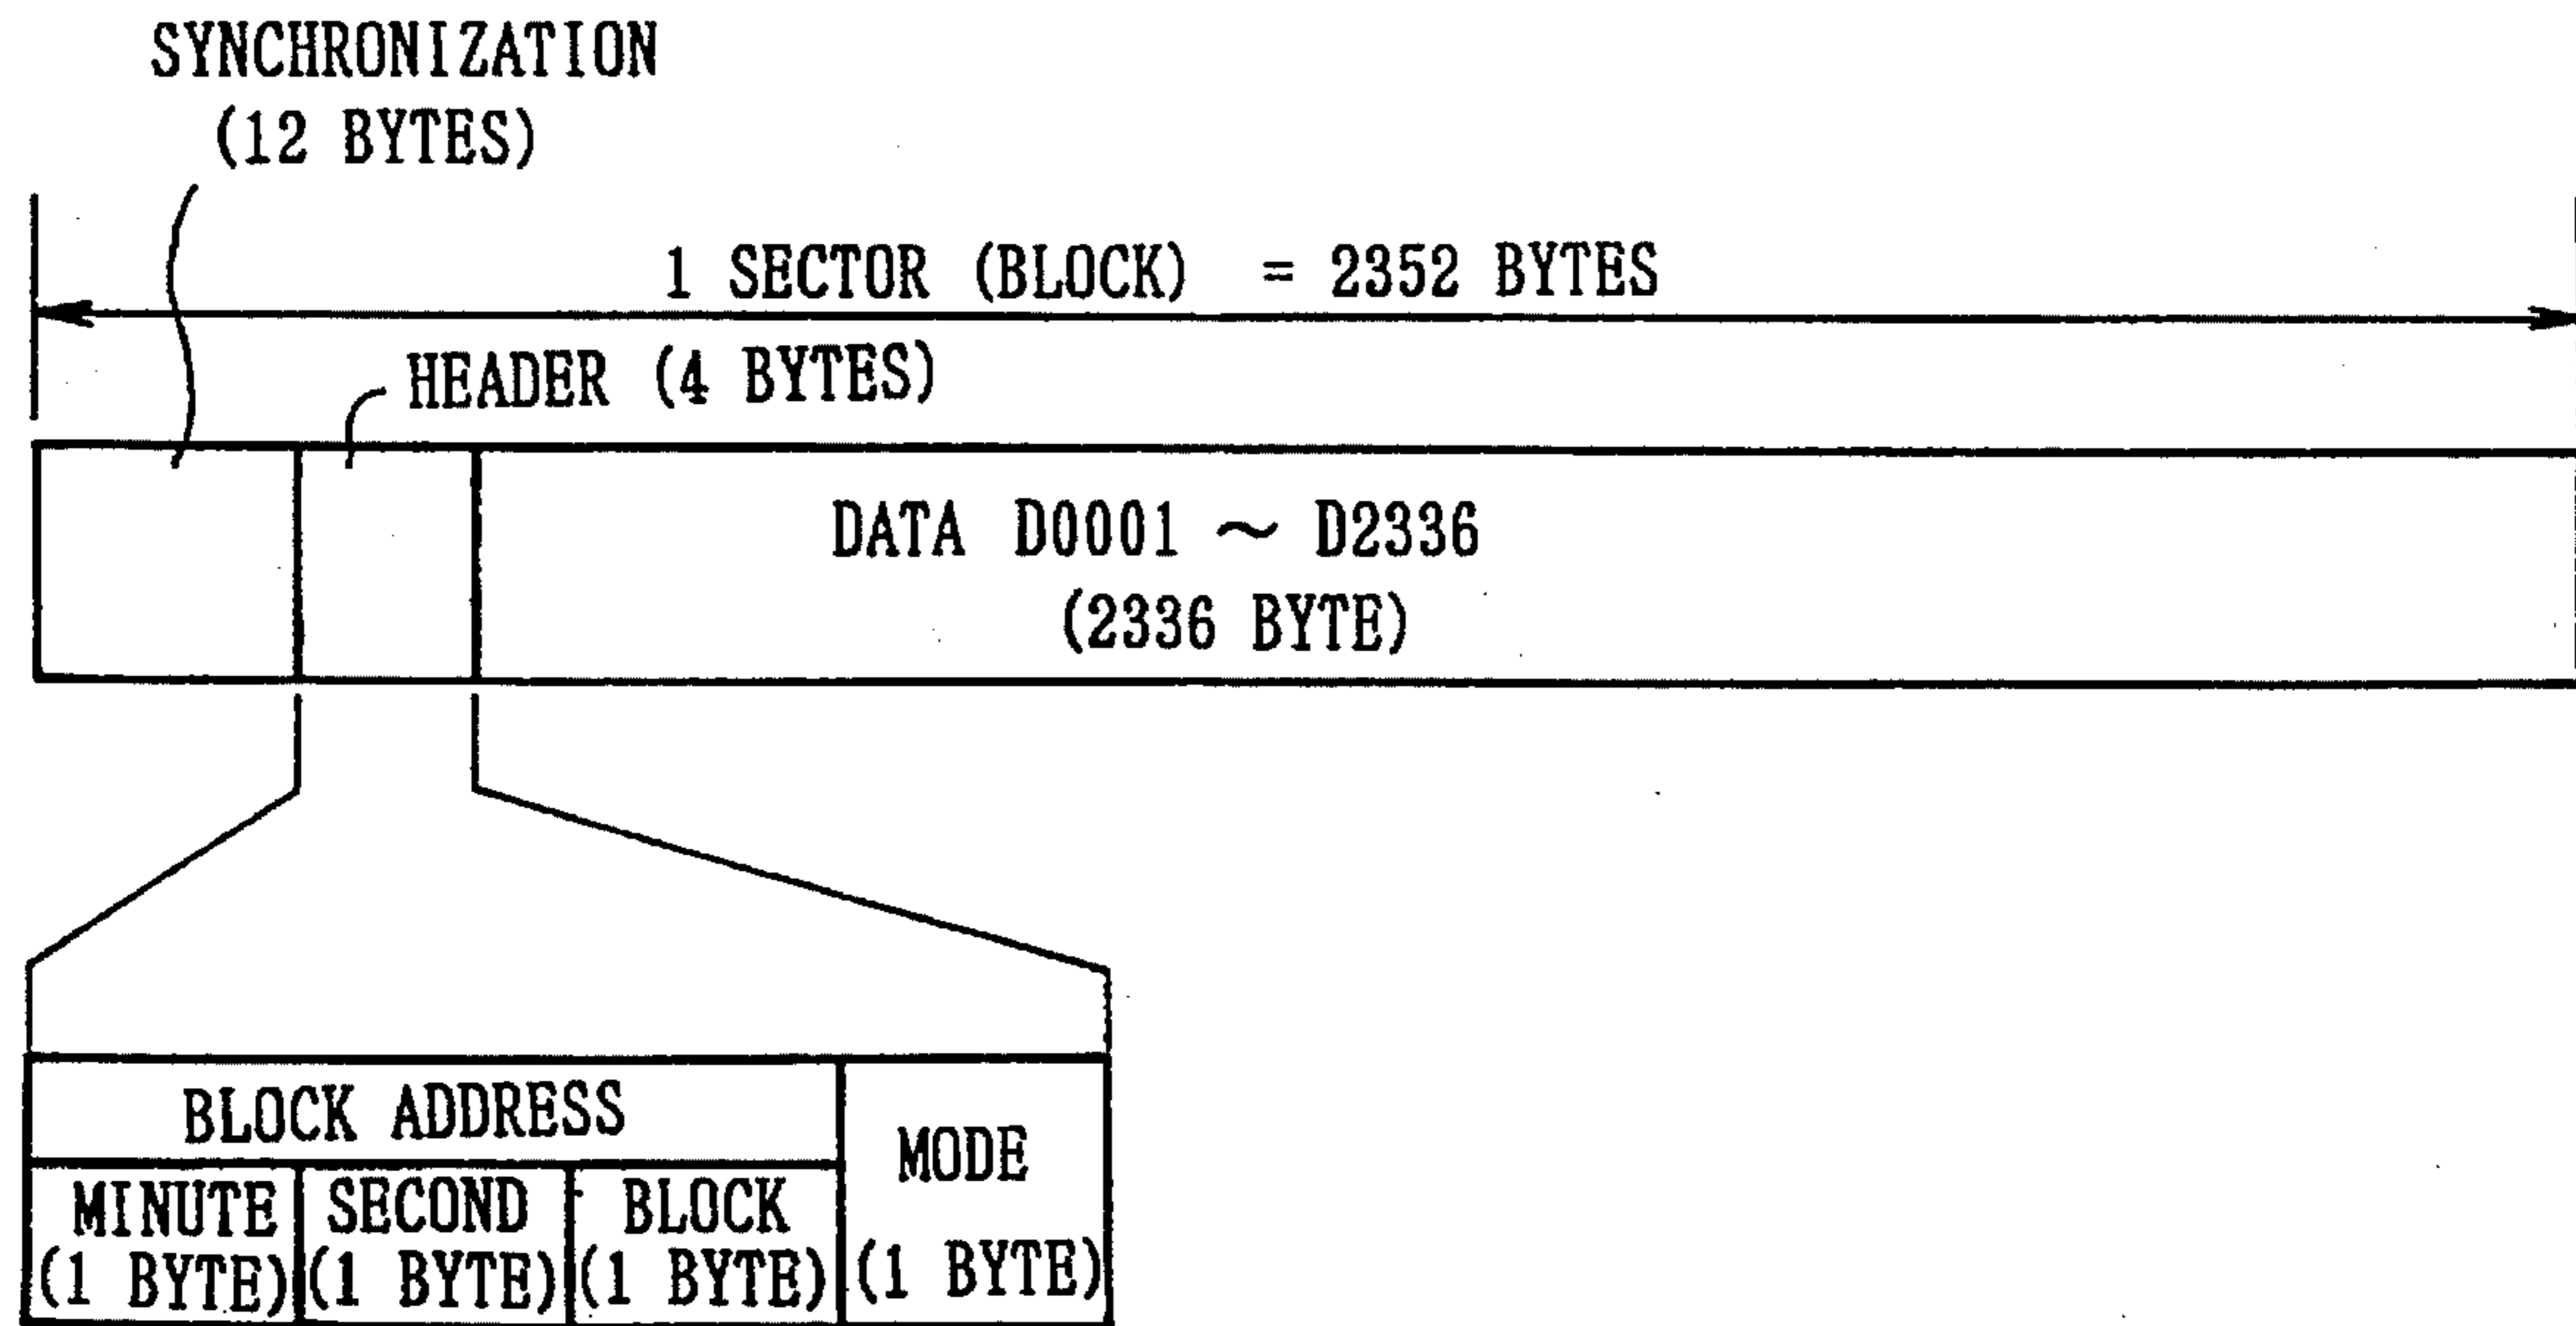 SYNCHRONIZATION
(12 BYTES)
1 SECTOR (BLOCK) = 2352 BYTES
HEADER (4 BYTES)
DATA D0001 ~ D2336
(2336 BYTE)
BLOCK ADDRESS
MODE
(1 BYTE)
MINUTE SECOND BLOCK
(1 BYTE) (1 BYTE) (1 BYTE)